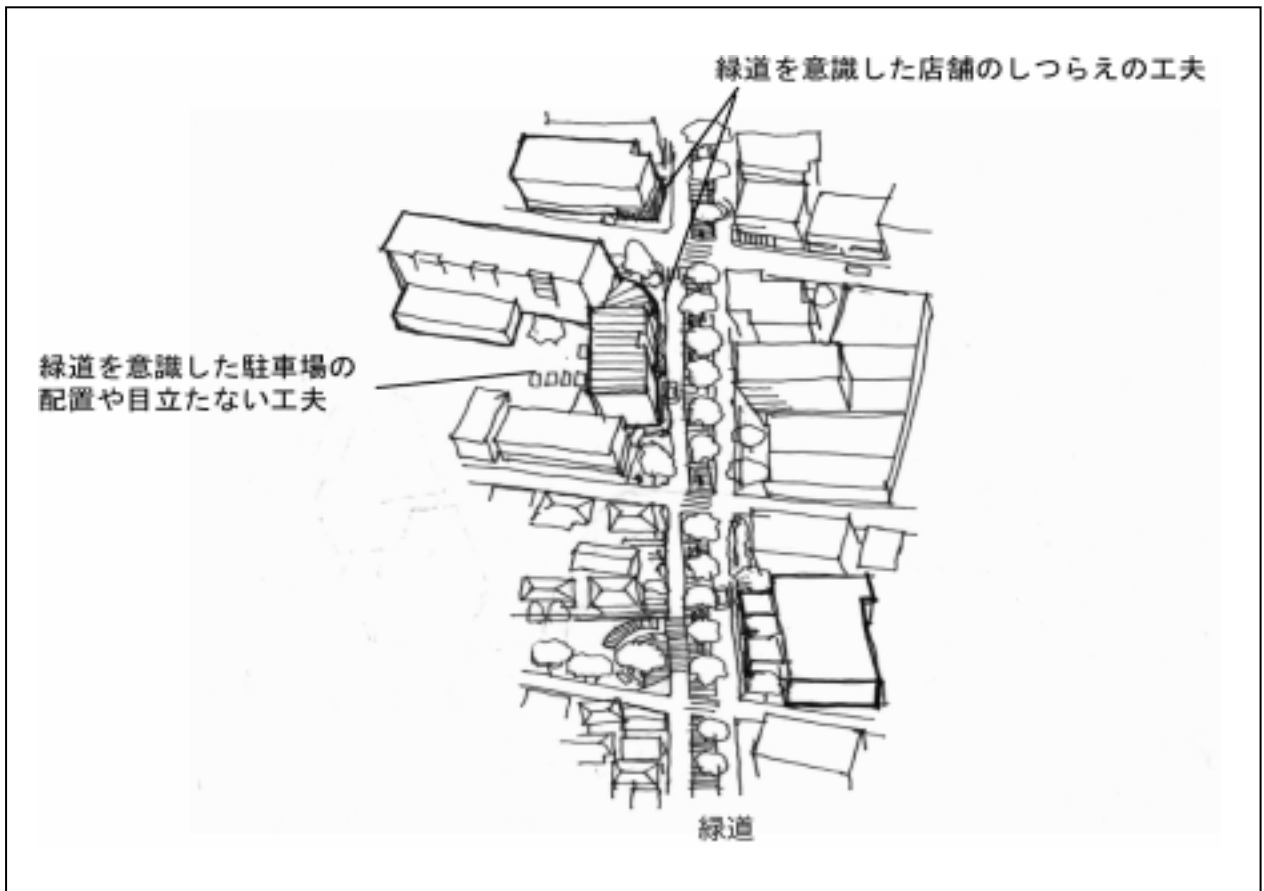 緑道を意識した店舗のしつらえの工夫
緑道を意識した駐車場の
配置や目立たない工夫
緑道